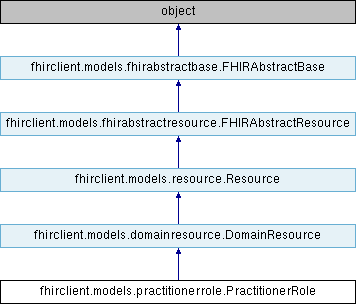 object
fhirclient.models.fhirabstractbase.FHIRAbstractBase
fhirclient.models.fhirabstractresource.FHIRAbstractResource
fhirclient.models.resource.Resource
fhirclient.models.domainresource.DomainResource
fhirclient.models.practitionerrole.PractitionerRole